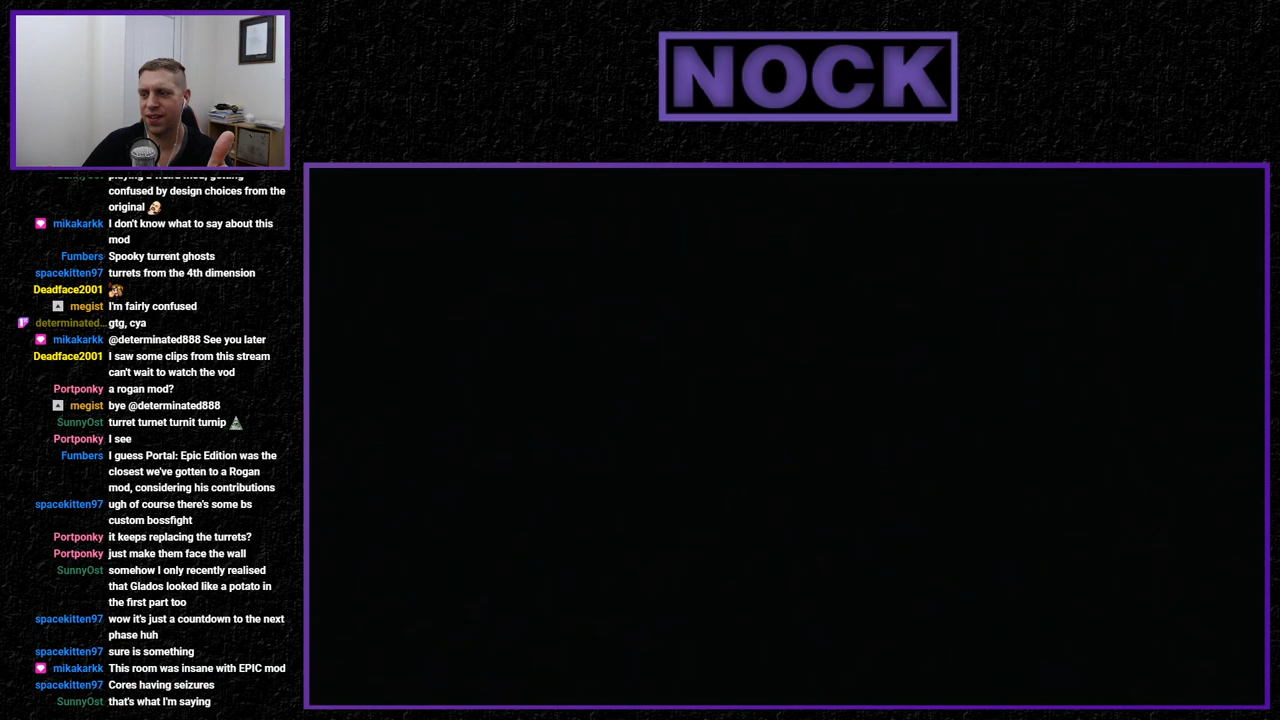 NOCK
SunnyOst playing a weird mod, getting
confused by design choices from the
original
mikakarkk I don't know what to say about this
mod
Fumbers Spooky turrent ghosts
spacekitten97 turrets from the 4th dimension
Deadface2001
megist I'm fairly confused
determinated... gtg, cya
mikakarkk @determinated888 See you later
Deadface2001 I saw some clips from this stream
can't wait to watch the vod
Portponky a rogan mod?
megist bye @determinated888
SunnyOst turret turnet turnit turnip
Portponky I see
Fumbers I guess Portal: Epic Edition was the
closest we've gotten to a Rogan
mod, considering his contributions
spacekitten97 ugh of course there's some bs
custom bossfight
Portponky it keeps replacing the turrets?
Portponky just make them face the wall
SunnyOst somehow I only recently realised
that Glados looked like a potato in
the first part too
spacekitten97 wow it's just a countdown to the next
phase huh
spacekitten97 sure is something
mikakarkk This room was insane with EPIC mod
spacekitten97 Cores having seizures
SunnyOst that's what I'm saying